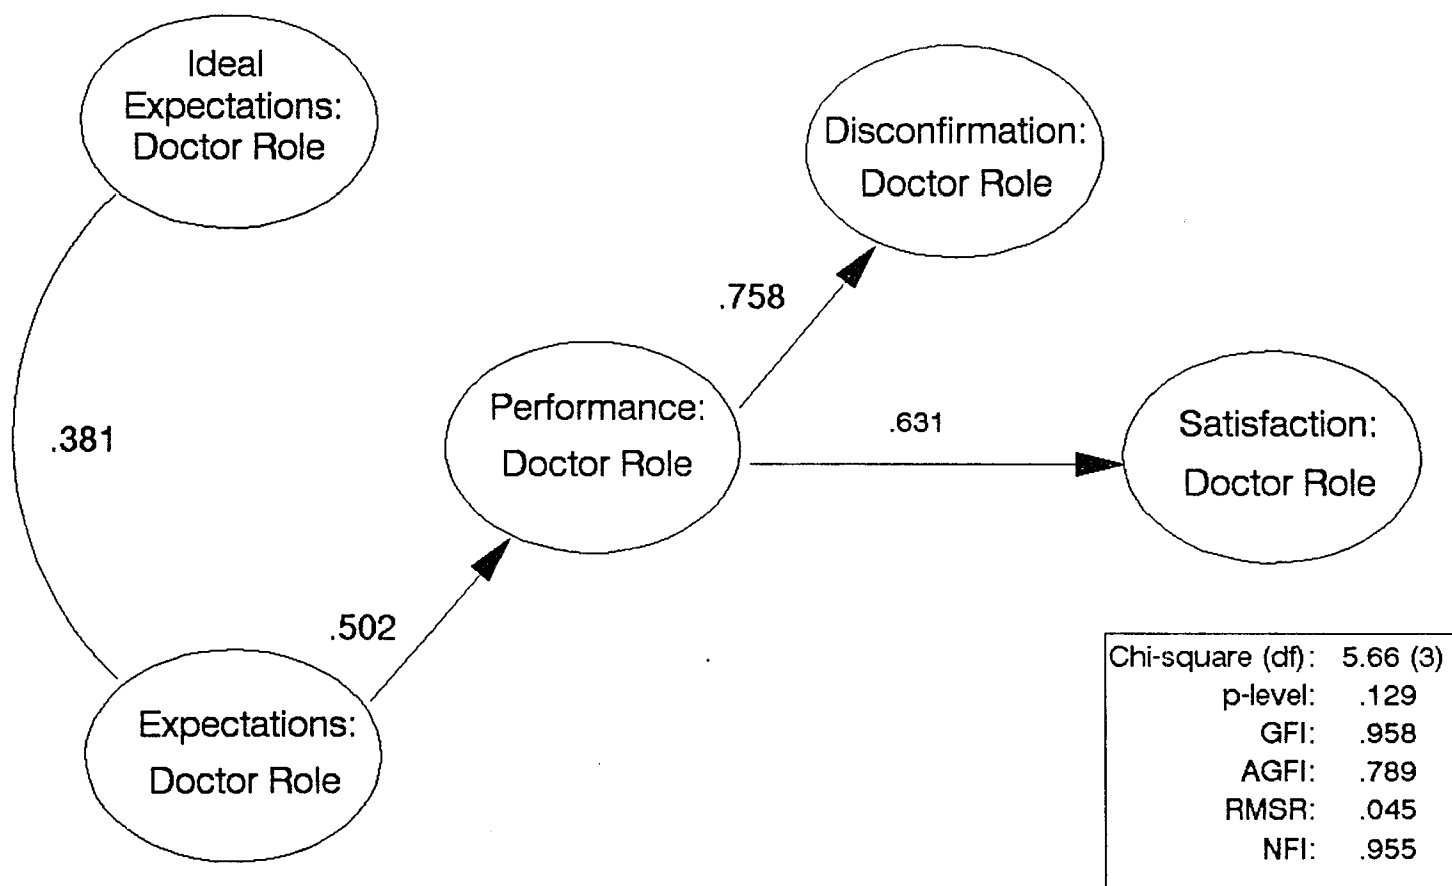 Ideal
Expectations:
Doctor Role
Disconfirmation:
Doctor Role
.758
Performance:
Doctor Role
.631
Satisfaction:
Doctor Role
.381
.502
Expectations:
Doctor Role
Chi-square (df): 5.66 (3)
p-level: .129
GFI: .958
AGFI: .789
RMSR: .045
NFI: .955